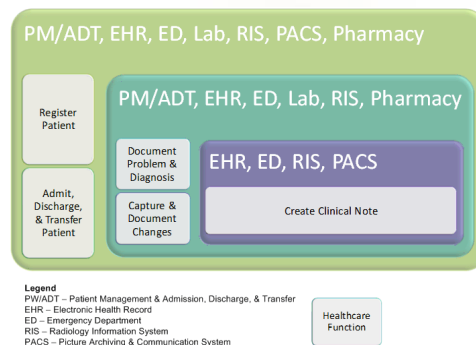 PM/ADT, EHR, ED, Lab, RIS, PACS, Pharmacy
Register
Patient
Admit,
Discharge,
& Transfer
Patient
PM/ADT, EHR, ED, Lab, RIS, Pharmacy
Document
Problem &
Diagnosis
Capture &
Document
Changes
EHR, ED, RIS, PACS
Create Clinical Note
Legend
PW/ADT – Patient Management & Admission, Discharge, & Transfer
EHR – Electronic Health Record
ED – Emergency Department
RIS – Radiology Information System
PACS – Picture Archiving & Communication System
Healthcare
Function